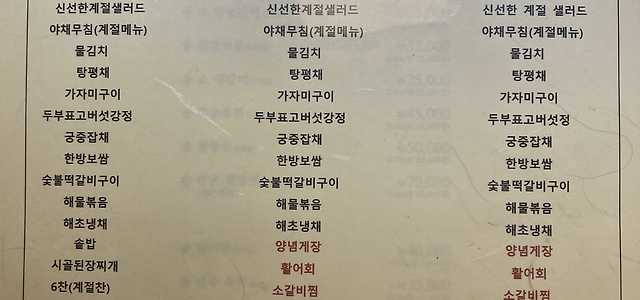 신선한계절샐러드
야채무침(계절메뉴)
물김치
탕평채
가자미구이
두부표고버섯강정
궁중잡채
한방보쌈
숯불떡갈비구이
해물볶음
해초냉채
솥밥
시골된장찌개
6찬(계절찬)
신선한계절샐러드
야채무침(계절메뉴)
물김치
탕평채
가자미구이
두부표고버섯강정
궁중잡채
한방보쌈
숯불떡갈비구이
해물볶음
해초냉채
양념게장
활어회
소갈비찜
신선한 계절 샐러드
야채무침(계절메뉴)
물김치
탕평채
가자미구이
두부표고버섯강정
궁중잡채
한방보쌈
숯불떡갈비구이
해물볶음
해초냉채
양념게장
활어회
소갈비찜